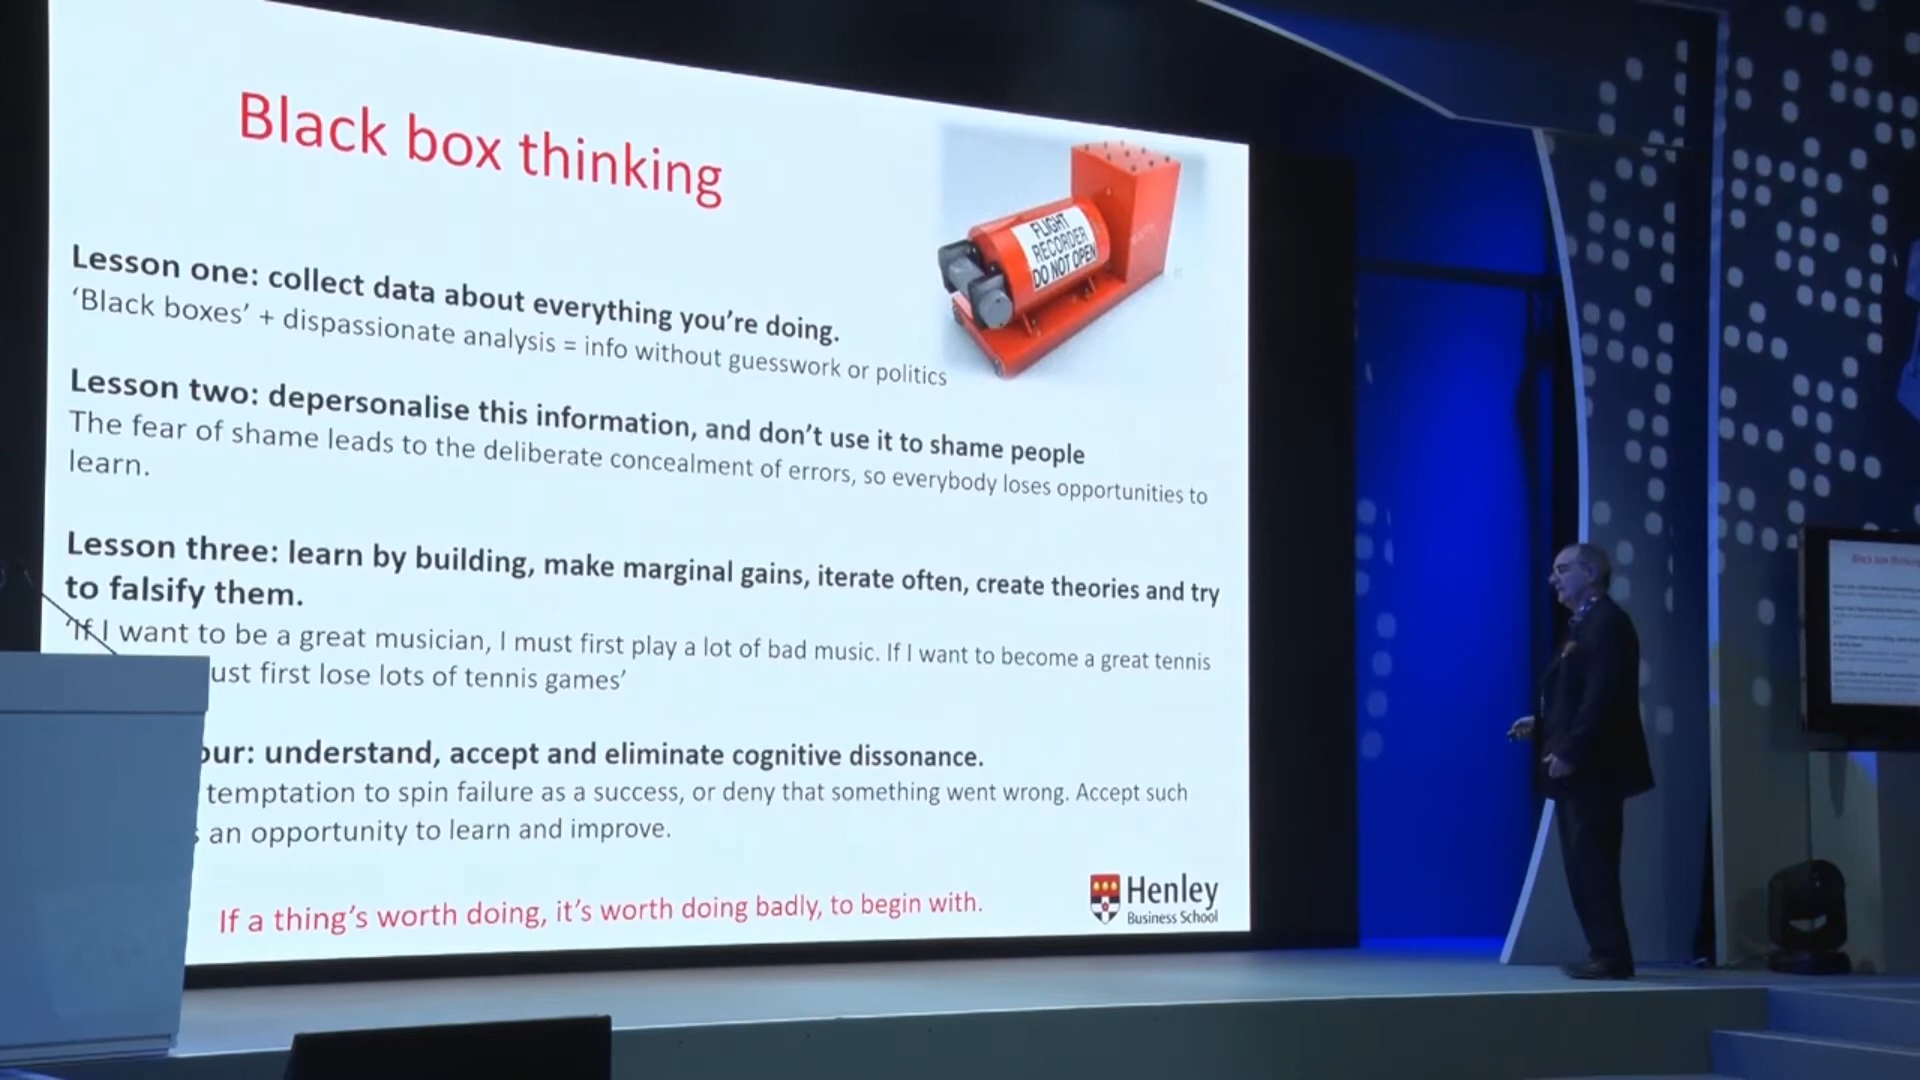 Black box thinking
FLIGHT
RECORDER
DO NOT OPEN
Lesson one: collect data about everything you’re doing.
‘Black boxes’ + dispassionate analysis = info without guesswork or politics
Lesson two: depersonalise this information, and don’t use it to shame people
The fear of shame leads to the deliberate concealment of errors, so everybody loses opportunities to
learn.
Lesson three: learn by building, make marginal gains, iterate often, create theories and try
to falsify them.
‘If I want to be a great musician, I must first play a lot of bad music. If I want to become a great tennis
ust first lose lots of tennis games’
our: understand, accept and eliminate cognitive dissonance.
temptation to spin failure as a success, or deny that something went wrong. Accept such
an opportunity to learn and improve.
If a thing’s worth doing, it’s worth doing badly, to begin with.
Henley
Business School
Black box thinking